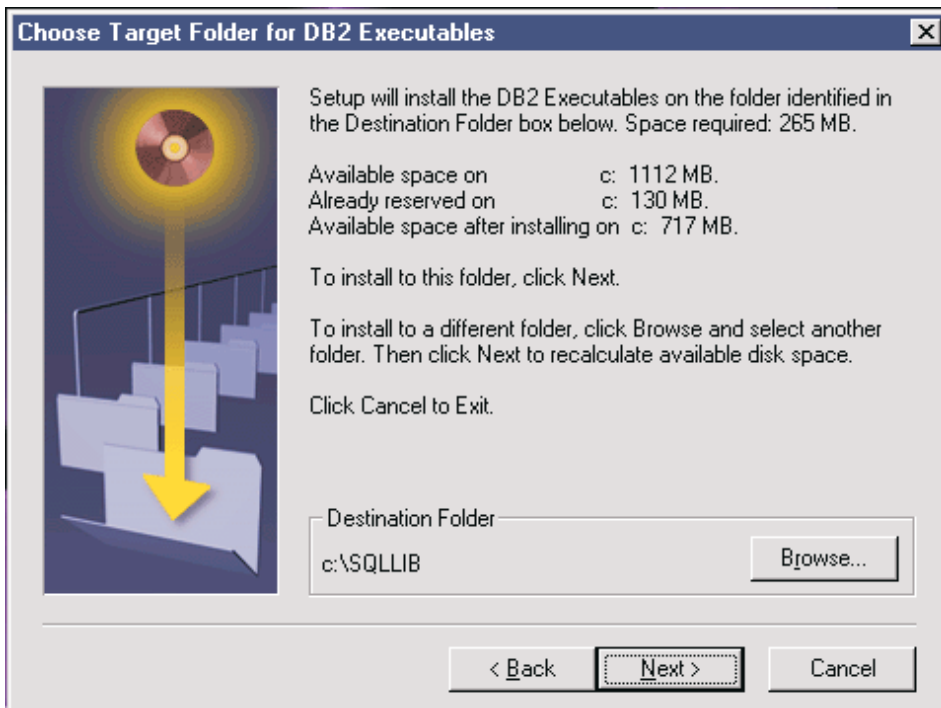 Choose Target Folder for DB2 Executables
Setup will install the DB2 Executables on the folder identified in
the Destination Folder box below. Space required: 265 MB.
Available space on c: 1112 MB.
Already reserved on c: 130 MB.
Available space after installing on c: 717 MB.
To install to this folder, click Next.
To install to a different folder, click Browse and select another
folder. Then click Next to recalculate available disk space.
Click Cancel to Exit.
Destination Folder
c:\SQLLIB
Browse...
< Back
Next >
Cancel